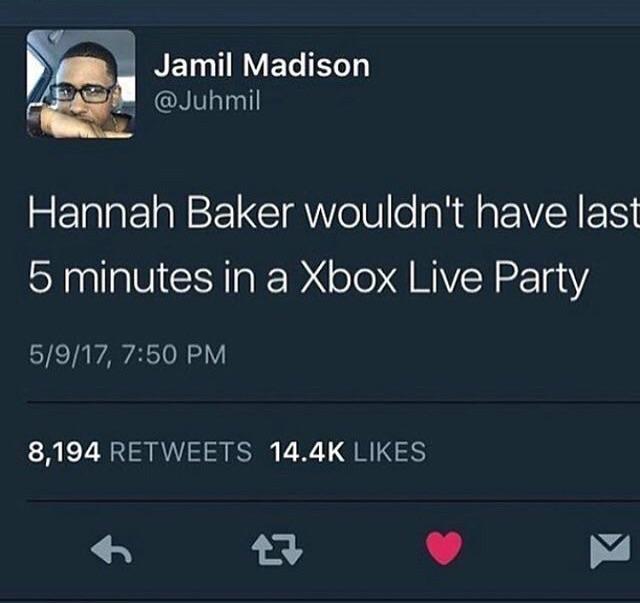 Jamil Madison
@Juhmil
Hannah Baker wouldn't have last
5 minutes in a Xbox Live Party
5/9/17, 7:50 PM
8,194 RETWEETS 14.4K LIKES